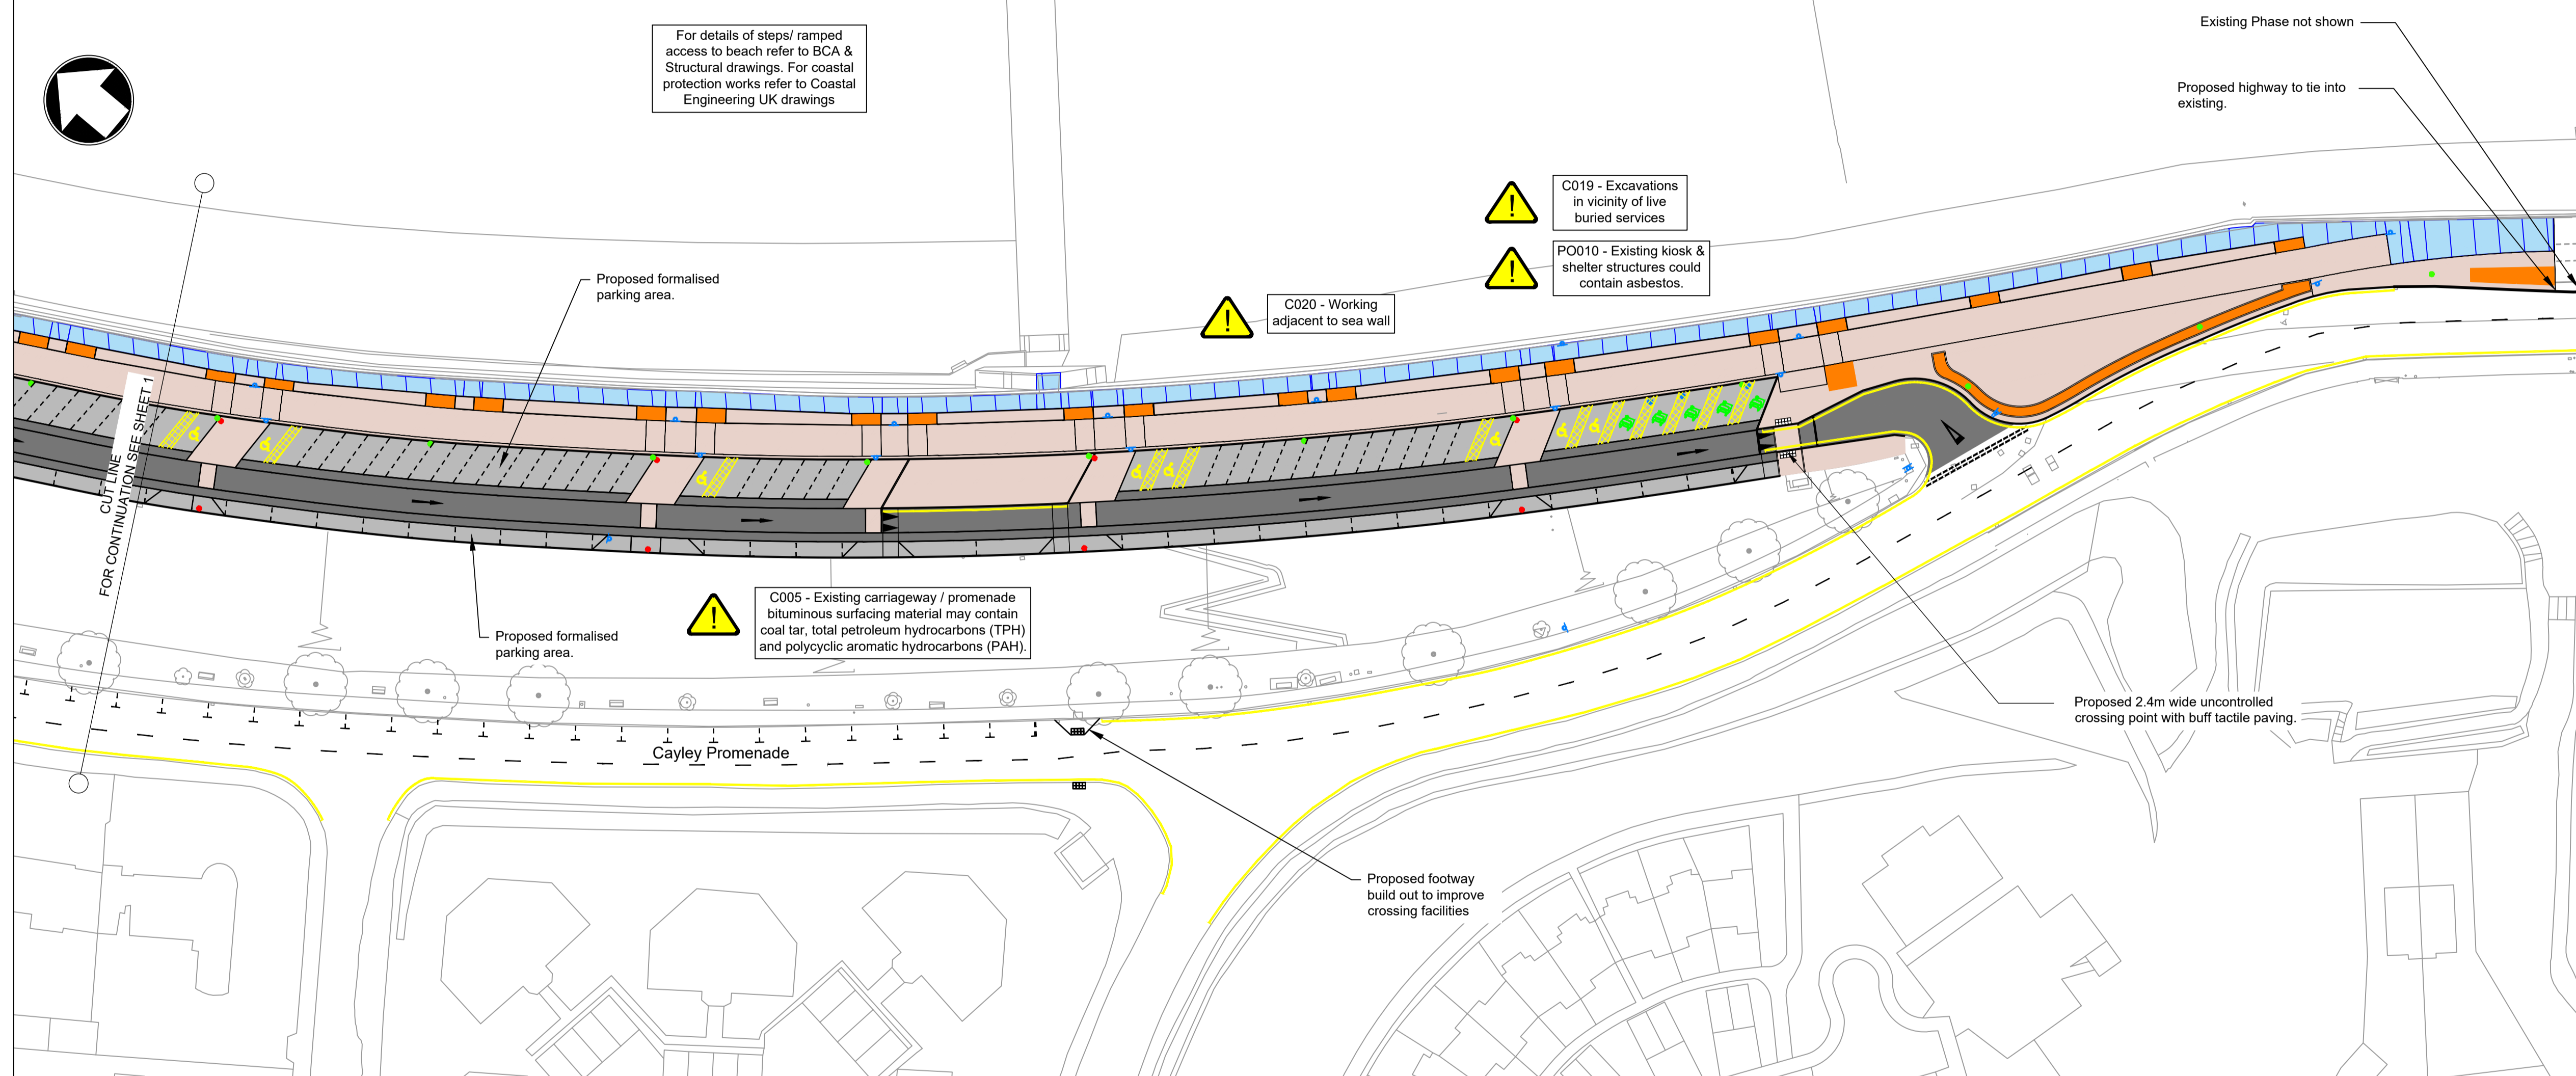 Existing Phase not shown
For details of steps/ ramped
access to beach refer to BCA &
Structural drawings. For coastal
protection works refer to Coastal
Engineering UK drawings
Proposed highway to tie into
existing.
C019 - Excavations
in vicinity of live
buried services
PO010 - Existing kiosk &
shelter structures could
contain asbestos.
Proposed formalised
parking area.
C020 - Working
adjacent to sea wall
CUT LINE
FOR CONTINUATION SEE SHEET 1
C005 - Existing carriageway / promenade
bituminous surfacing material may contain
coal tar, total petroleum hydrocarbons (TPH)
and polycyclic aromatic hydrocarbons (PAH).
Proposed formalised
parking area.
Proposed 2.4m wide uncontrolled
crossing point with buff tactile paving.
Cayley Promenade
Proposed footway
build out to improve
crossing facilities